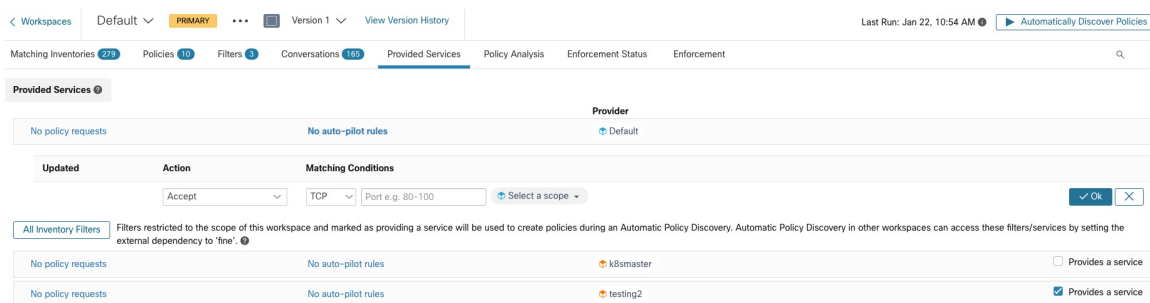 Workspaces Default PRIMARY ... Version 1 View Version History Last Run: Jan 22, 10:54 AM Automatically Discover Policies
Matching Inventories 279 Policies 10 Filters 3 Conversations 165 Provided Services Policy Analysis Enforcement Status Enforcement
Provided Services
Provider
No policy requests No auto-pilot rules Default
Updated Action Matching Conditions
Accept TCP Port e.g. 80-100 Select a scope Ok
All Inventory Filters Filters restricted to the scope of this workspace and marked as providing a service will be used to create policies during an Automatic Policy Discovery. Automatic Policy Discovery in other workspaces can access these filters/services by setting the
external dependency to 'fine'.
No policy requests No auto-pilot rules k8smaster Provides a service
No policy requests No auto-pilot rules testing2 Provides a service